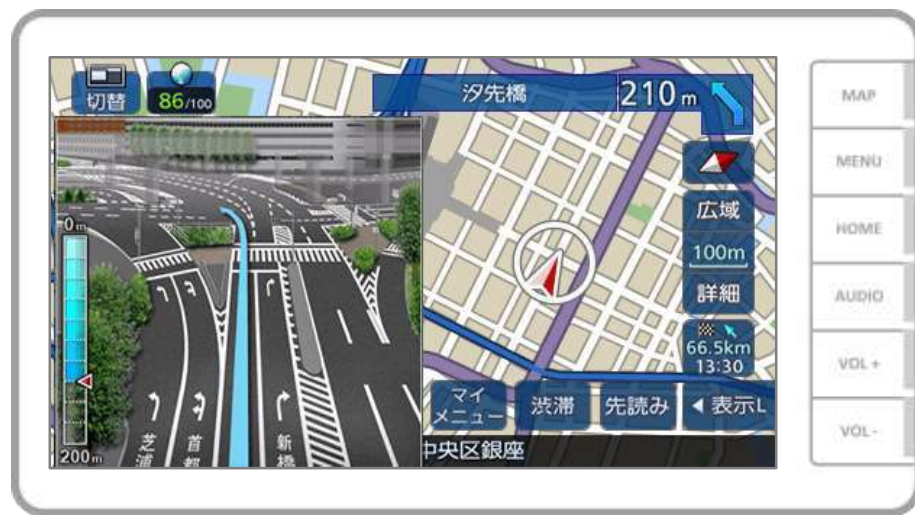 切替
86/100
汐先橋
210m
広域
100m
詳細
66.5km
13:30
0m
200m
芝浦
首都
新橋
マイ
メニュー
渋滞
先読み
表示L
中央区銀座
MAP
MENU
HOME
AUDIO
VOL+
VOL-